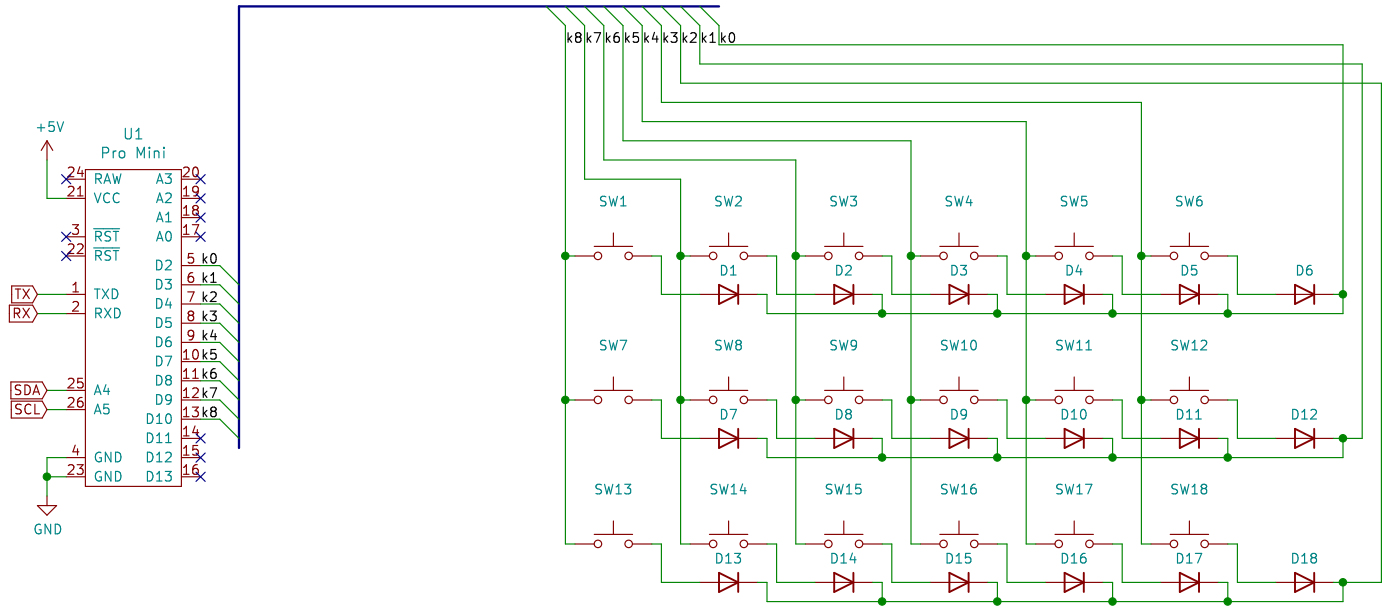 k8 k7 k6 k5 k4 k3 k2 k1 k0
+5V
U1
Pro Mini
24 RAW A3 20
21 VCC A2 19
A1 18
3 RST A0 17
22 RST
D2 5 k0
D3 6 k1
1 TX TXD D4 7 k2
2 RX RXD D5 8 k3
D6 9 k4
D7 10 k5
SDA 25 A4 D8 11 k6
SCL 26 A5 D9 12 k7
D10 13 k8
D11 14
4 GND D12 15
23 GND D13 16
GND
SW1 SW2 SW3 SW4 SW5 SW6
D1 D2 D3 D4 D5 D6
SW7 SW8 SW9 SW10 SW11 SW12
D7 D8 D9 D10 D11 D12
SW13 SW14 SW15 SW16 SW17 SW18
D13 D14 D15 D16 D17 D18